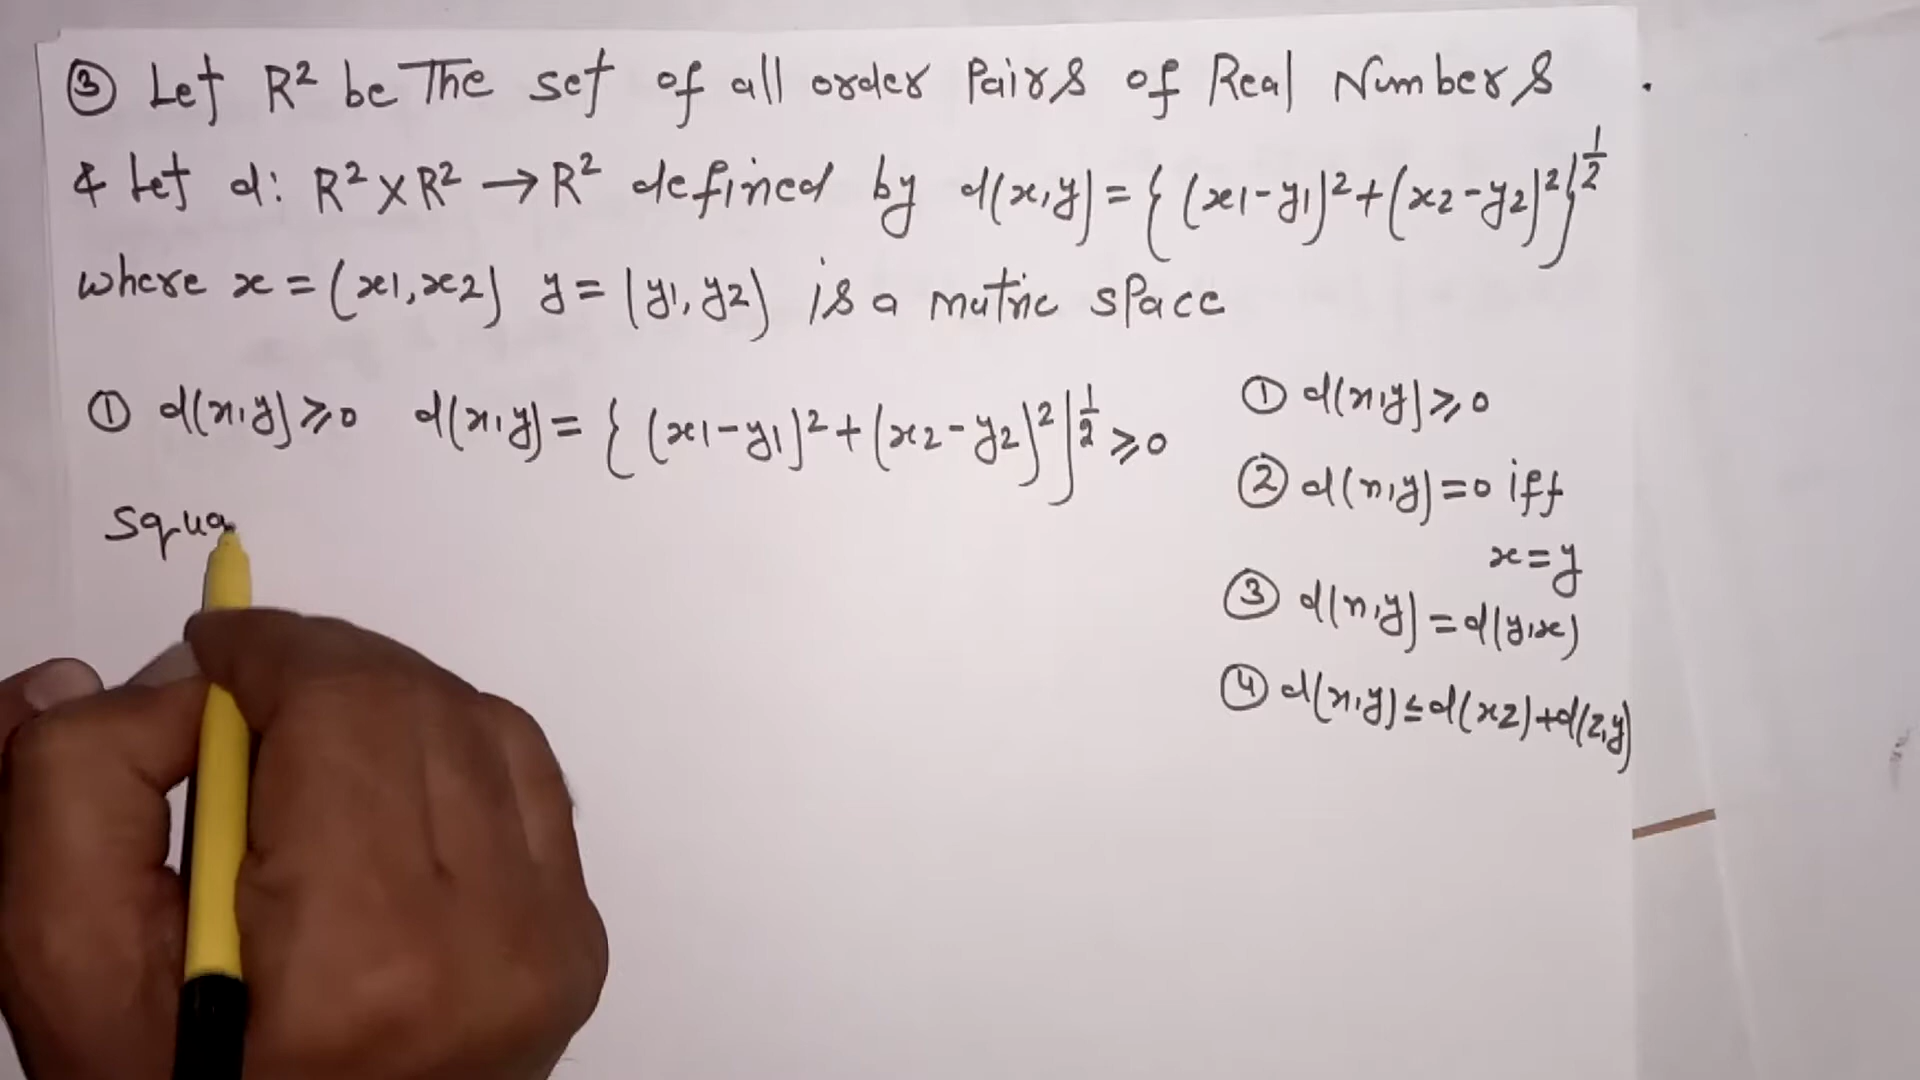 ③ Let R² be The set of all order Pairs of Real Numbers
& Let d: R² × R² → R² defined by d(x,y) = { (x1-y1)² + (x2-y2)² }^½
where x = (x1, x2) y = (y1, y2) is a metric space
① d(x,y) ⩾ 0 d(x,y) = { (x1-y1)² + (x2-y2)² }^½ ⩾ 0
Squa
① d(x,y) ⩾ 0
② d(x,y) = 0 iff
x = y
③ d(x,y) = d(y,x)
④ d(x,y) ≤ d(xz) + d(z,y)